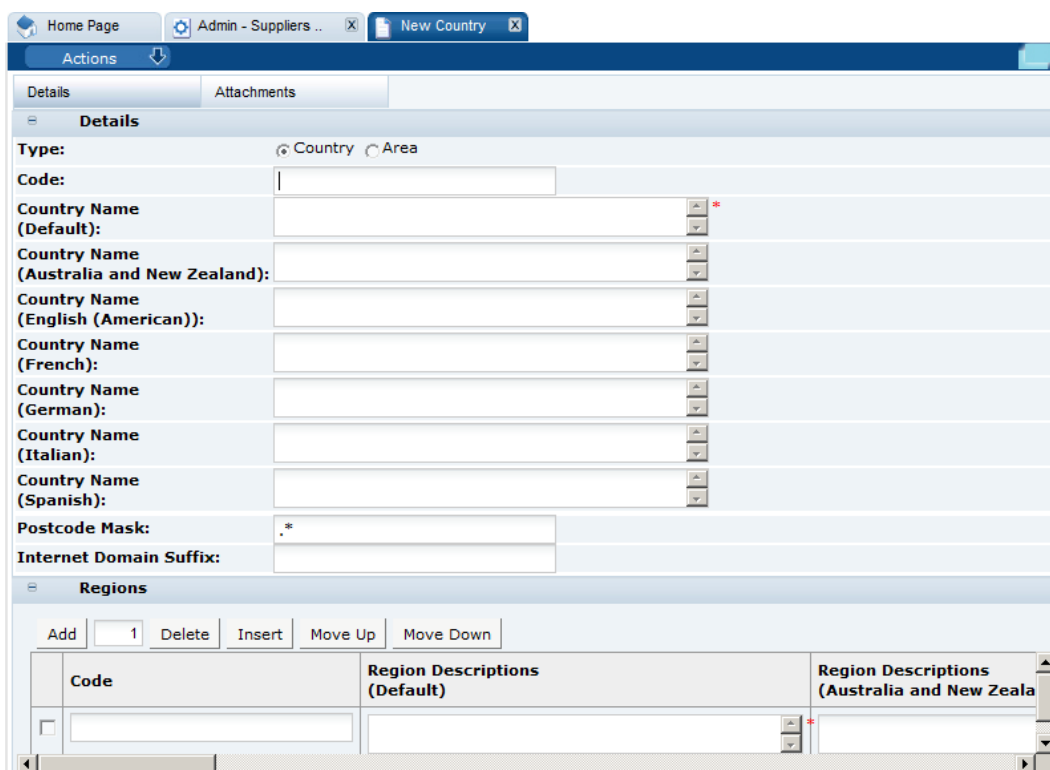 Home Page
Admin - Suppliers ..
X
New Country
X
Actions
Details
Attachments
Details
Type:
Country
Area
Code:
Country Name
(Default):
*
Country Name
(Australia and New Zealand):
Country Name
(English (American)):
Country Name
(French):
Country Name
(German):
Country Name
(Italian):
Country Name
(Spanish):
Postcode Mask:
.*
Internet Domain Suffix:
Regions
Add
1
Delete
Insert
Move Up
Move Down
Code
Region Descriptions
(Default)
Region Descriptions
(Australia and New Zeala
*